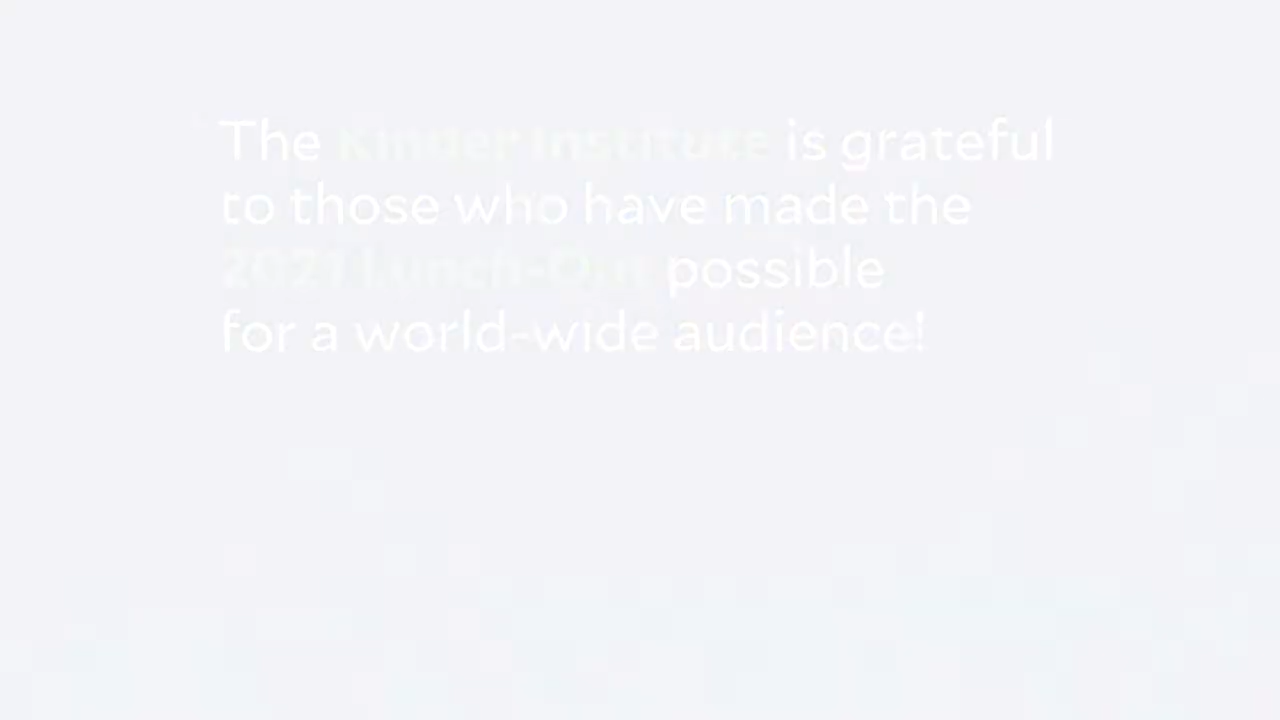 The Kinder Institute is grateful
to those who have made the
2021 Lunch-Out possible
for a world-wide audience!